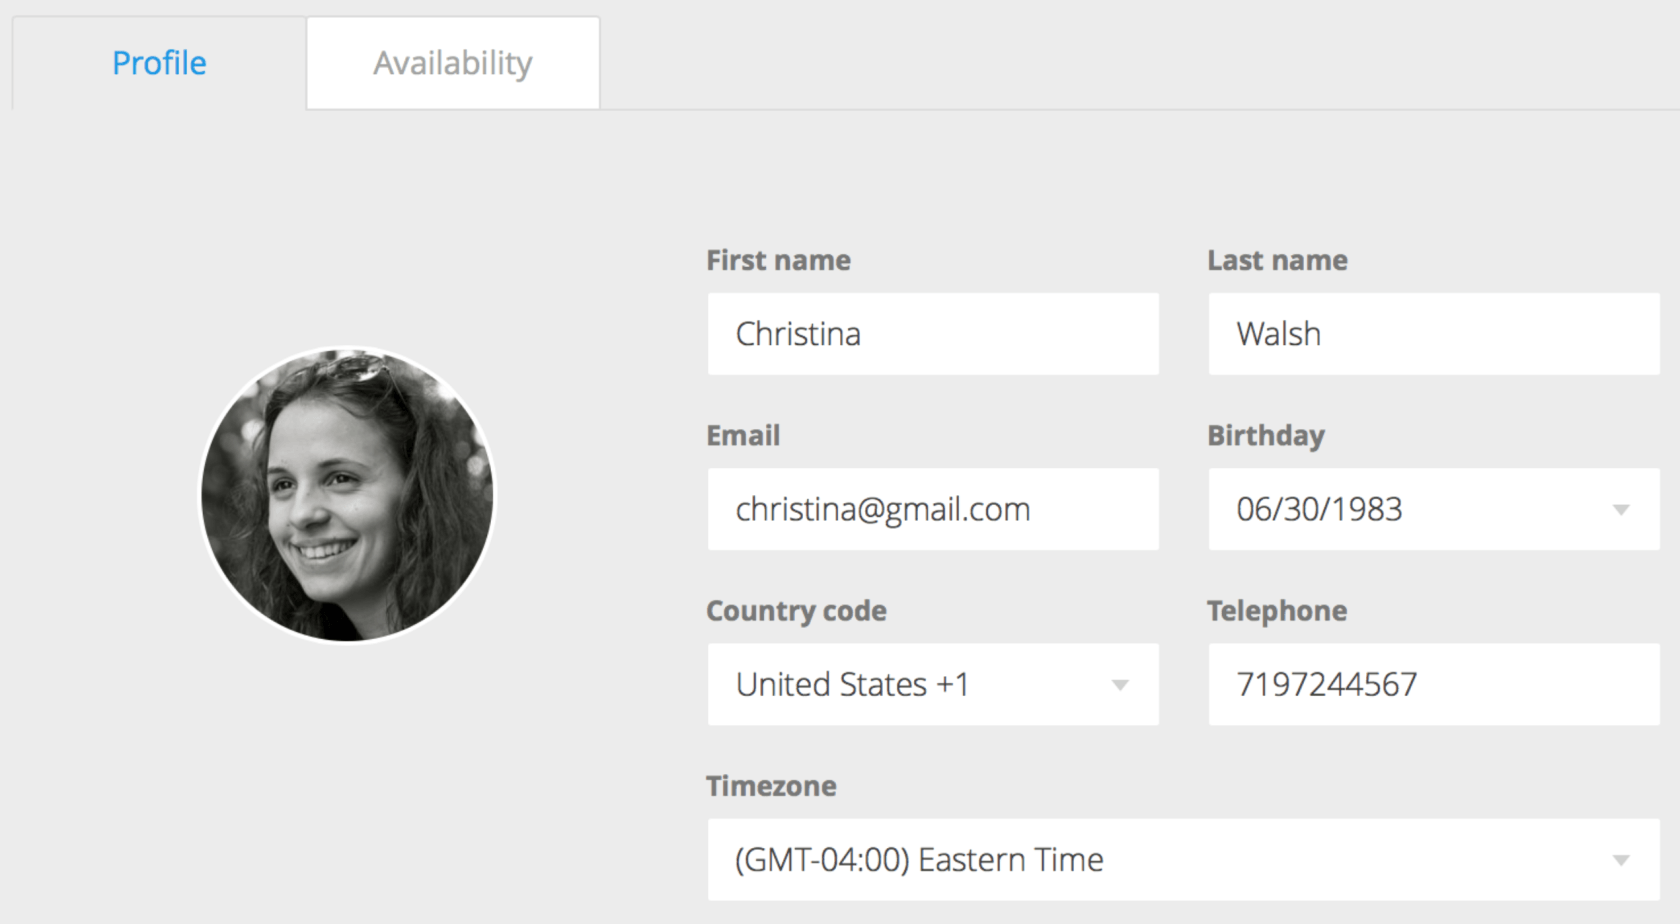 Profile Availability
First name Last name
Christina Walsh
Email Birthday
christina@gmail.com 06/30/1983
Country code Telephone
United States +1 7197244567
Timezone
(GMT-04:00) Eastern Time